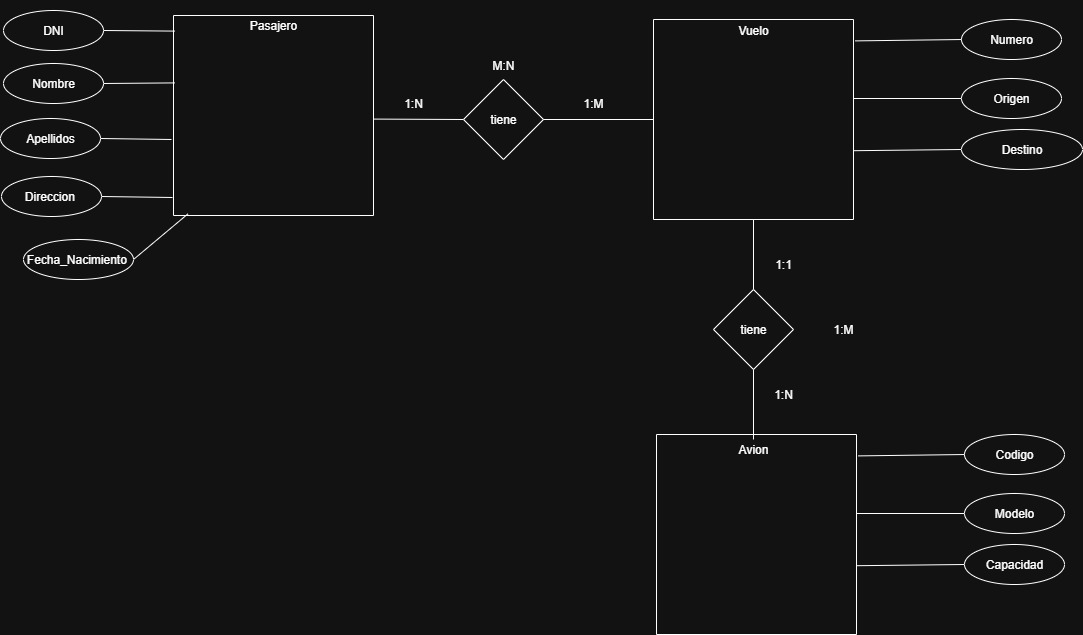 Pasajero
DNI
Nombre
Apellidos
Direccion
Fecha_Nacimiento
M:N
1:N
tiene
1:M
Vuelo
Numero
Origen
Destino
1:1
tiene
1:M
1:N
Avion
Codigo
Modelo
Capacidad